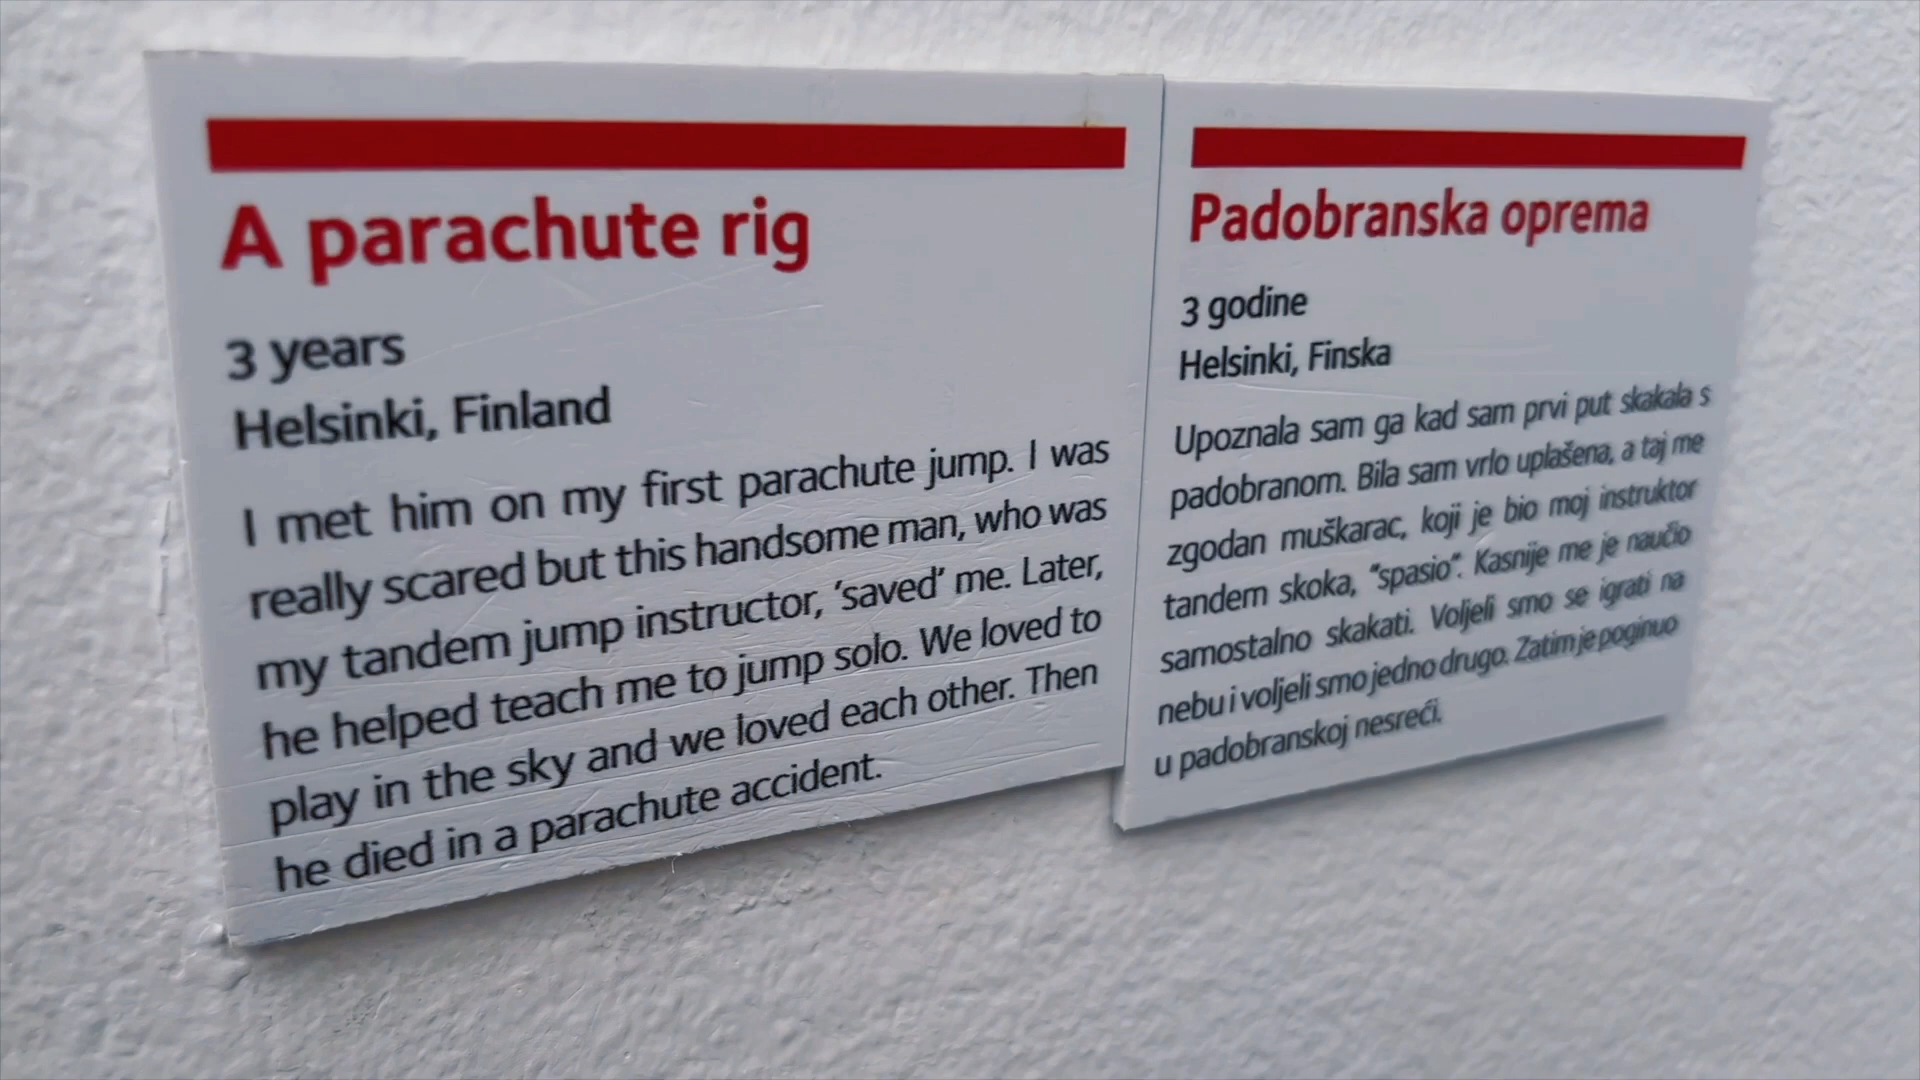 A parachute rig
3 years
Helsinki, Finland
I met him on my first parachute jump. I was
really scared but this handsome man, who was
my tandem jump instructor, ‘saved’ me. Later,
he helped teach me to jump solo. We loved to
play in the sky and we loved each other. Then
he died in a parachute accident.
Padobranska oprema
3 godine
Helsinki, Finska
Upoznala sam ga kad sam prvi put skakala s
padobranom. Bila sam vrlo uplašena, a taj me
zgodan muškarac, koji je bio moj instruktor
tandem skoka, “spasio”. Kasnije me je naučio
samostalno skakati. Voljeli smo se igrati na
nebu i voljeli smo jedno drugo. Zatim je poginuo
u padobranskoj nesreći.